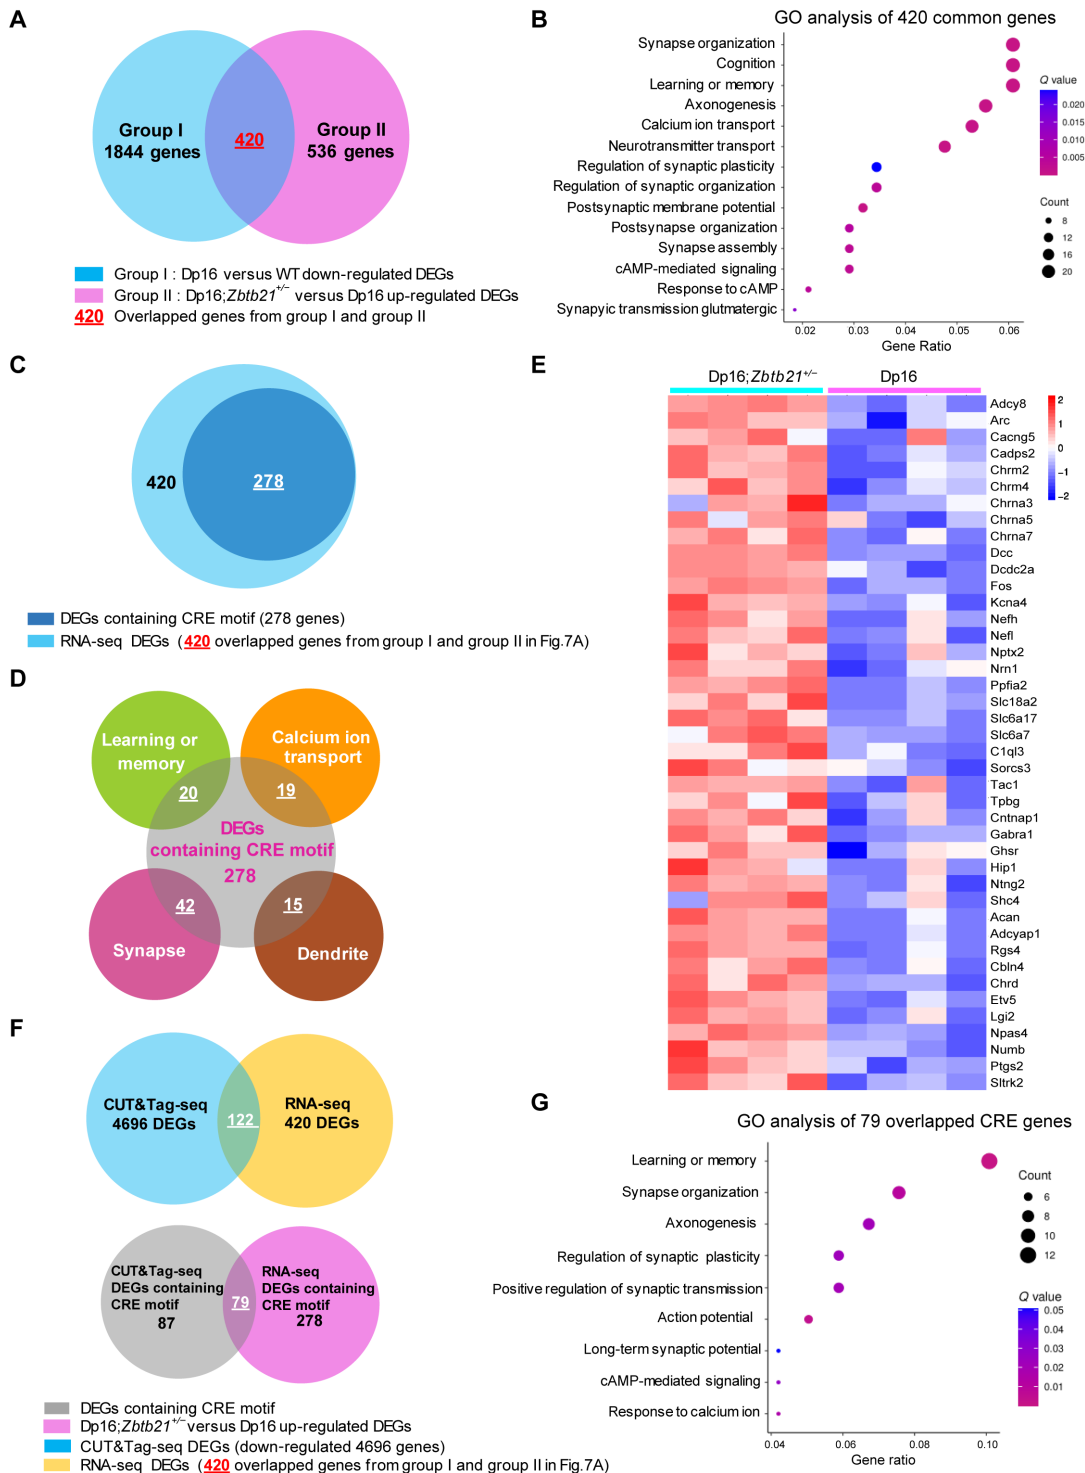 A
Group I
1844 genes
420
Group II
536 genes
Group I : Dp16 versus WT down-regulated DEGs
Group II : Dp16;Zbtb21+/− versus Dp16 up-regulated DEGs
420 Overlapped genes from group I and group II
B
GO analysis of 420 common genes
Synapse organization
Cognition
Learning or memory
Axonogenesis
Calcium ion transport
Neurotransmitter transport
Regulation of synaptic plasticity
Regulation of synaptic organization
Postsynaptic membrane potential
Postsynapse organization
Synapse assembly
cAMP-mediated signaling
Response to cAMP
Synapyic transmission glutmatergic
0.02 0.03 0.04 0.05 0.06
Gene Ratio
Q value
0.020
0.015
0.010
0.005
Count
8
12
16
20
C
420
278
DEGs containing CRE motif (278 genes)
RNA-seq DEGs (420 overlapped genes from group I and group II in Fig.7A)
D
Learning or
memory
20
Calcium ion
transport
19
DEGs
containing CRE motif
278
42
Synapse
15
Dendrite
E
Dp16;Zbtb21+/−
Dp16
2
1
0
−1
−2
Adcy8
Arc
Cacng5
Cadps2
Chrm2
Chrm4
Chrna3
Chrna5
Chrna7
Dcc
Dcdc2a
Fos
Kcna4
Nefh
Nefl
Nptx2
Nrn1
Ppfia2
Slc18a2
Slc6a17
Slc6a7
C1ql3
Sorcs3
Tac1
Tpbg
Cntnap1
Gabra1
Ghsr
Hip1
Ntng2
Shc4
Acan
Adcyap1
Rgs4
Cbln4
Chrd
Etv5
Lgi2
Npas4
Numb
Ptgs2
Sltrk2
F
CUT&Tag-seq
4696 DEGs
122
RNA-seq
420 DEGs
CUT&Tag-seq
DEGs containing
CRE motif
87
79
RNA-seq
DEGs containing
CRE motif
278
DEGs containing CRE motif
Dp16;Zbtb21+/− versus Dp16 up-regulated DEGs
CUT&Tag-seq DEGs (down-regulated 4696 genes)
RNA-seq DEGs (420 overlapped genes from group I and group II in Fig.7A)
G
GO analysis of 79 overlapped CRE genes
Learning or memory
Synapse organization
Axonogenesis
Regulation of synaptic plasticity
Positive regulation of synaptic transmission
Action potential
Long-term synaptic potential
cAMP-mediated signaling
Response to calcium ion
0.04 0.06 0.08 0.10
Gene ratio
Count
6
8
10
12
Q value
0.05
0.04
0.03
0.02
0.01